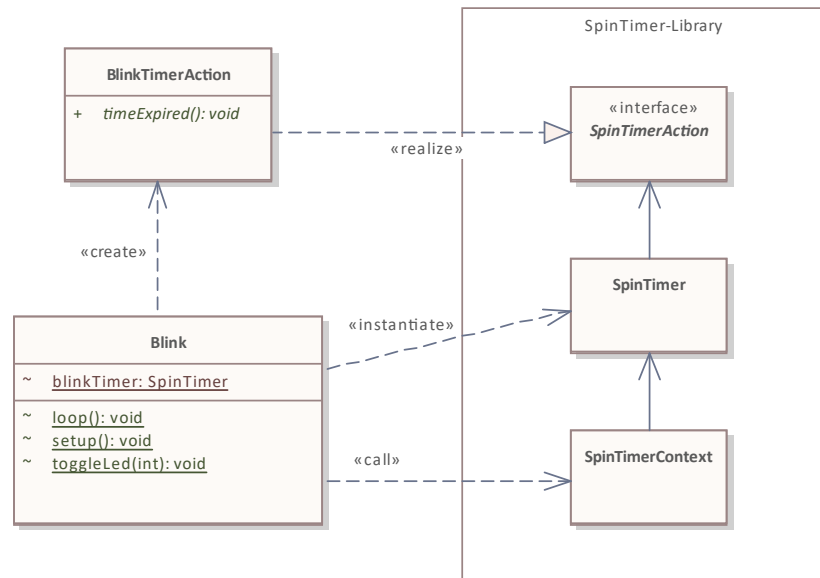 SpinTimer-Library
BlinkTimerAction
+ timeExpired(): void
«interface»
SpinTimerAction
«realize»
«create»
SpinTimer
«instantiate»
Blink
~ blinkTimer: SpinTimer
~ loop(): void
~ setup(): void
~ toggleLed(int): void
«call»
SpinTimerContext